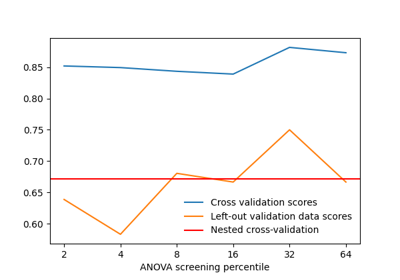 0.85
0.80
0.75
0.70
0.65
0.60
Cross validation scores
Left-out validation data scores
Nested cross-validation
2 4 8 16 32 64
ANOVA screening percentile